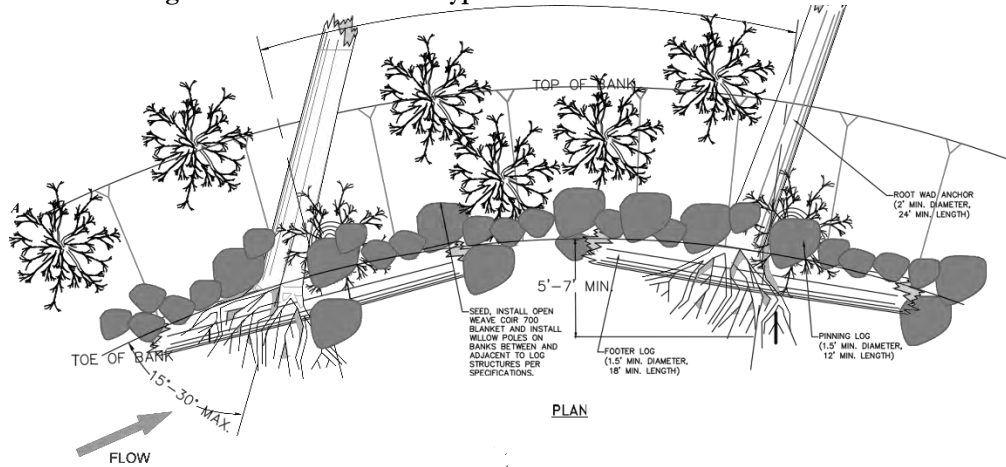 TOP OF BANK
A
ROOT WAD ANCHOR
(2' MIN. DIAMETER,
24' MIN. LENGTH)
5'-7' MIN.
SEED, INSTALL OPEN
WEAVE COIR 700
BLANKET AND INSTALL
WILLOW POLES ON
BANKS BETWEEN AND
ADJACENT TO LOG
STRUCTURES PER
SPECIFICATIONS.
FOOTER LOG
(1.5' MIN. DIAMETER,
18' MIN. LENGTH)
PINNING LOG
(1.5' MIN. DIAMETER,
12' MIN. LENGTH)
TOE OF BANK
15°-30° MAX.
PLAN
FLOW